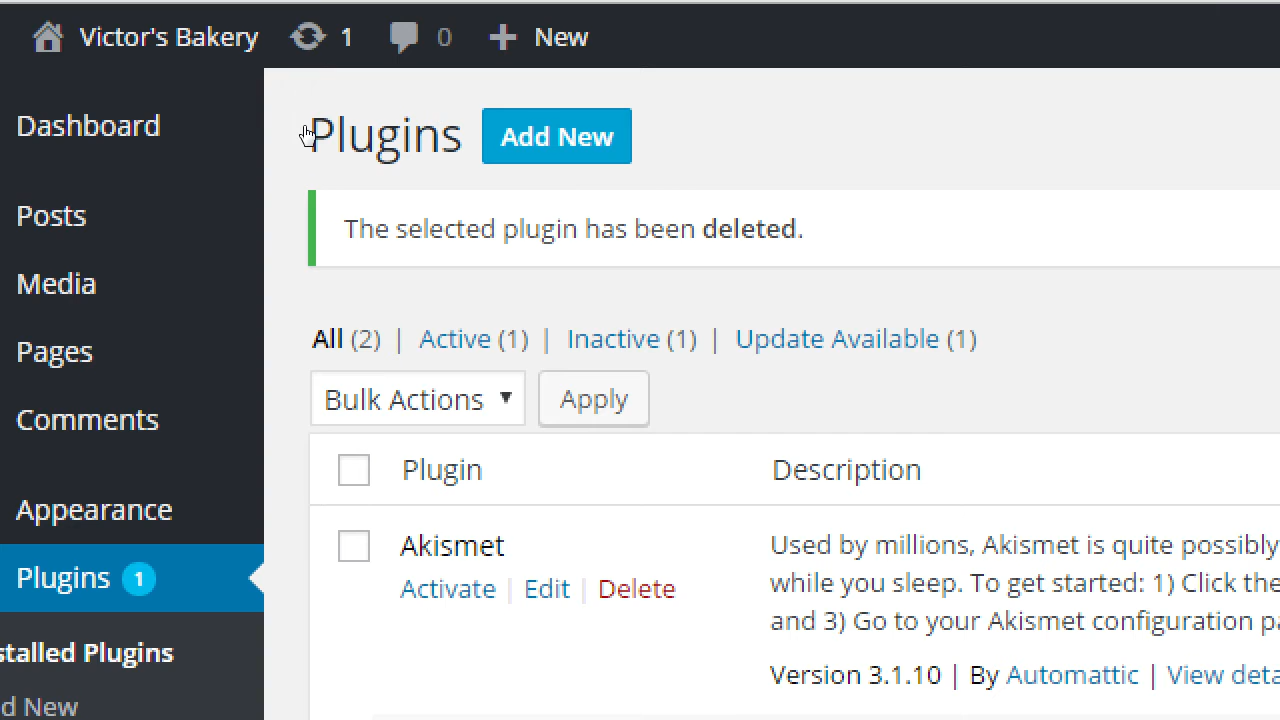 Victor's Bakery 1 0 + New
Dashboard
Posts
Media
Pages
Comments
Appearance
Plugins 1
stalled Plugins
d New
Plugins Add New
The selected plugin has been deleted.
All (2) | Active (1) | Inactive (1) | Update Available (1)
Bulk Actions ▼ Apply
Plugin Description
Akismet
Activate | Edit | Delete
Used by millions, Akismet is quite possibly
while you sleep. To get started: 1) Click the
and 3) Go to your Akismet configuration pa
Version 3.1.10 | By Automattic | View deta